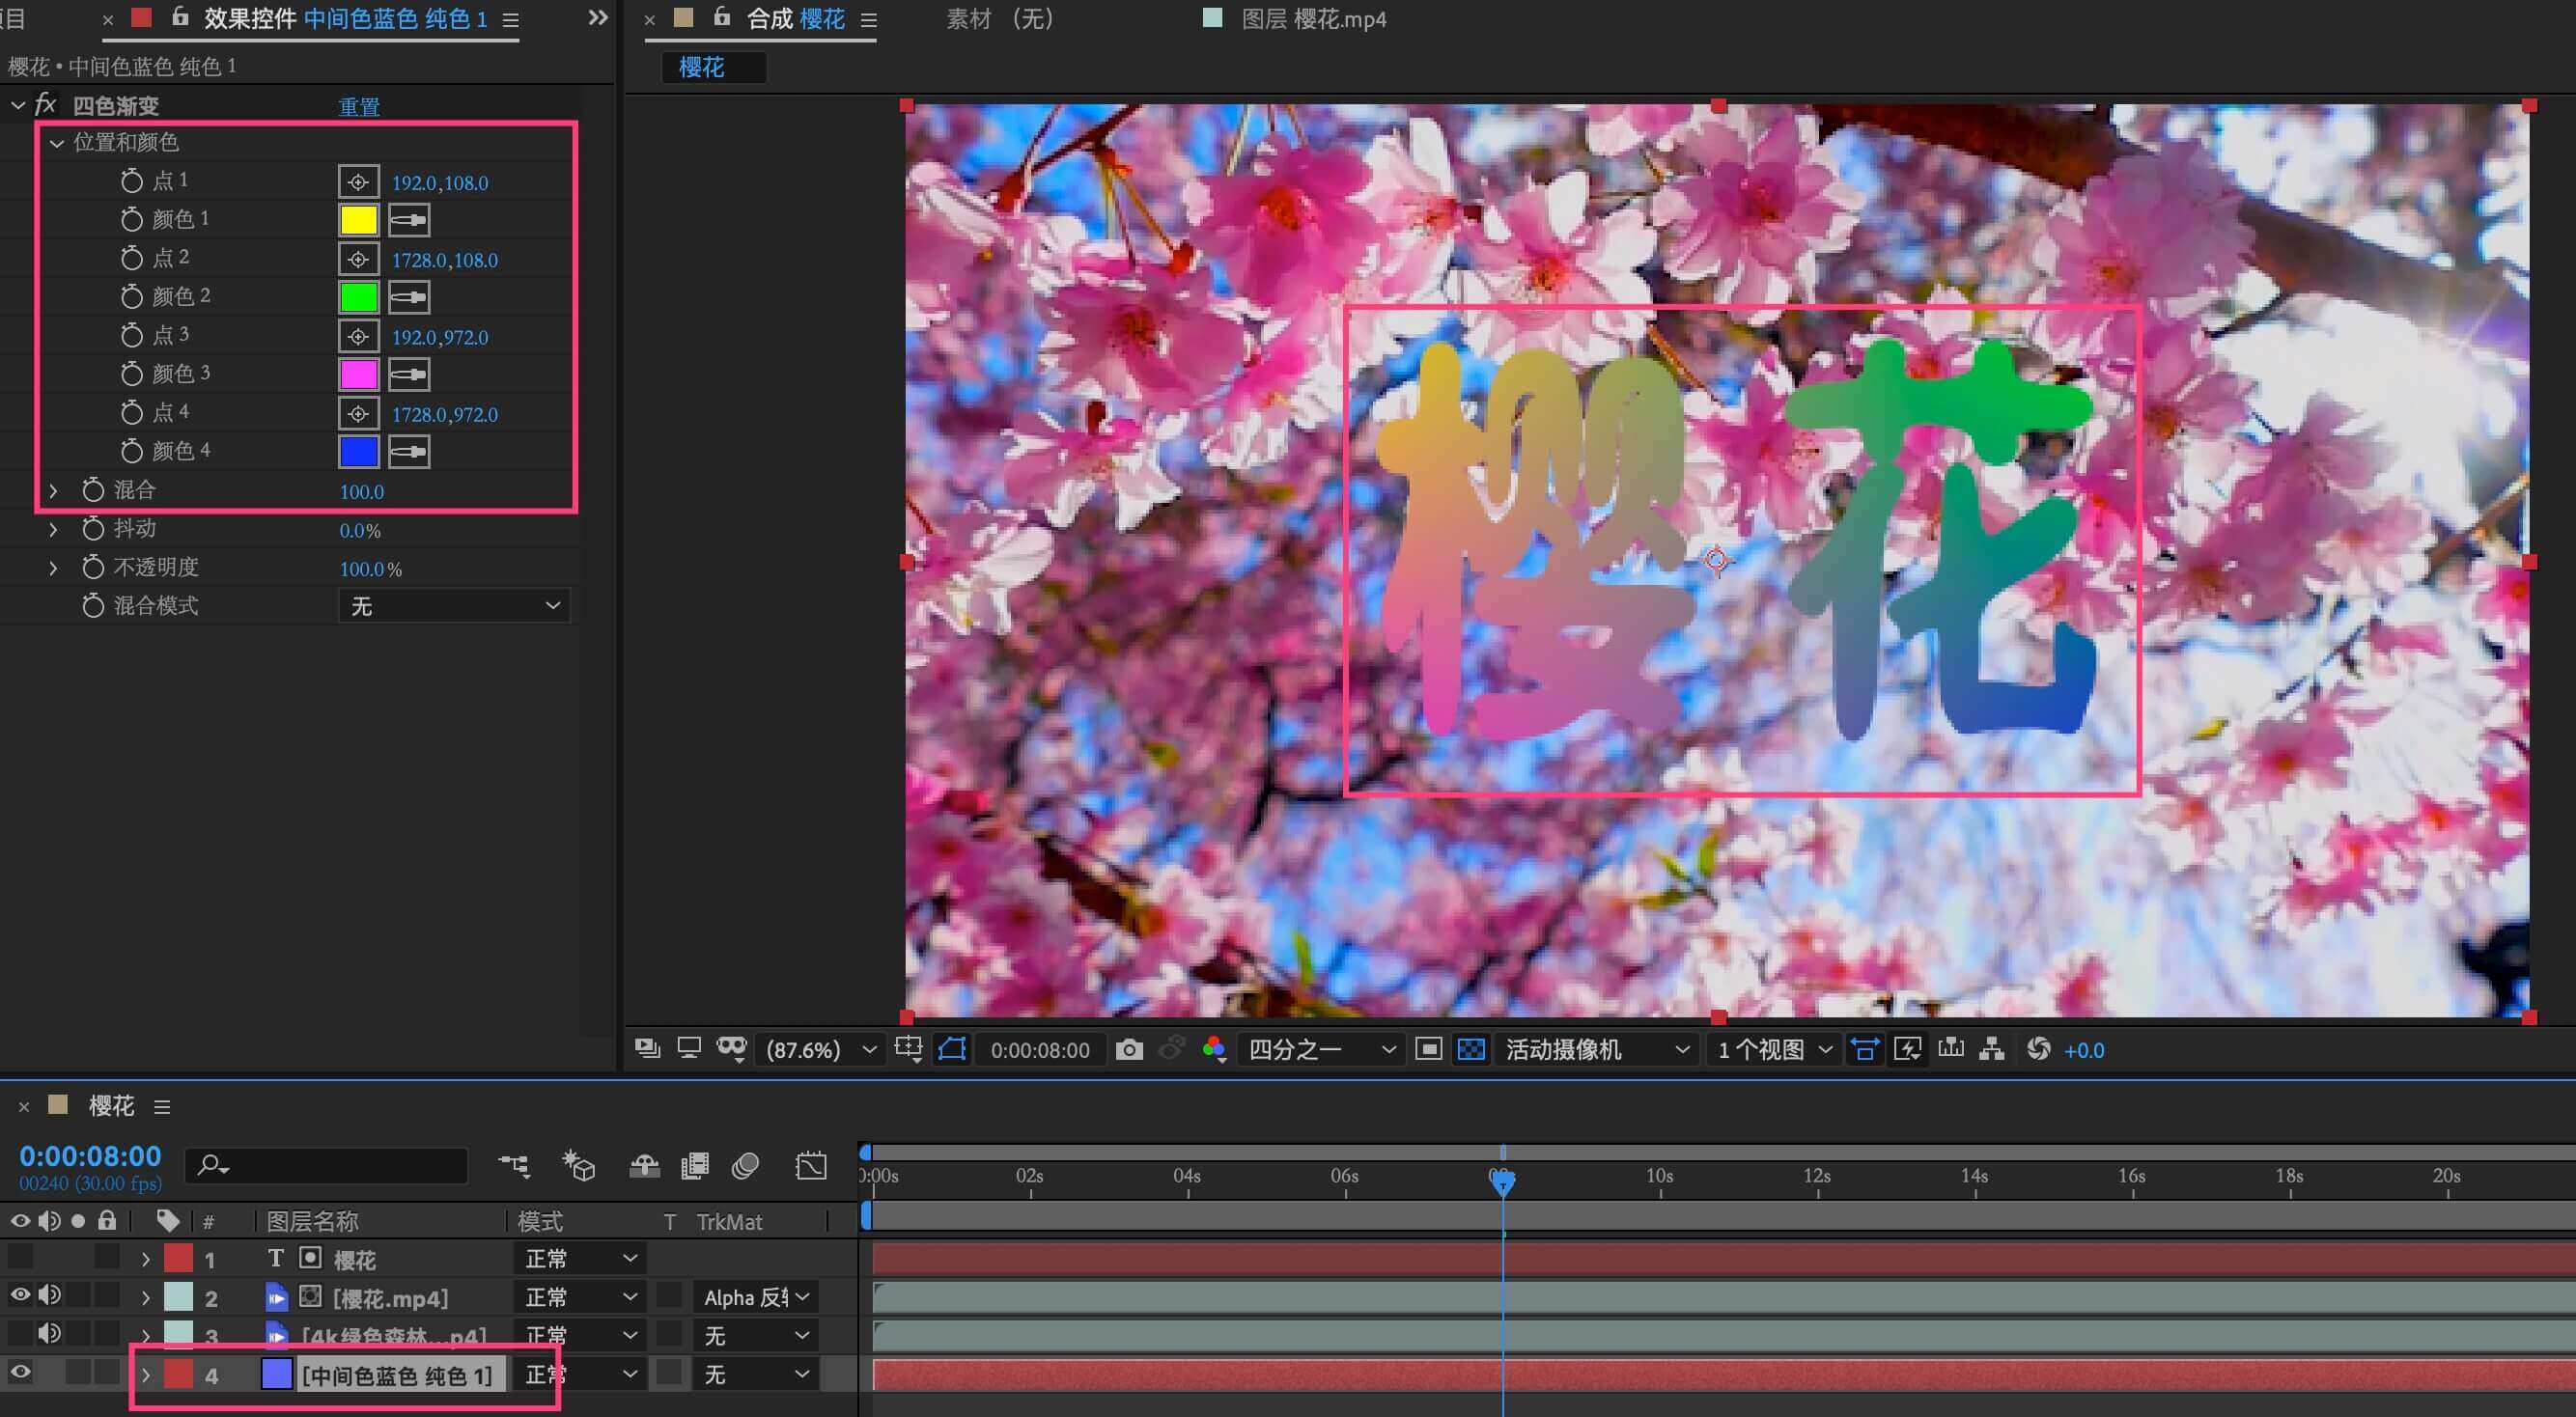 效果控件 中间色蓝色 纯色 1
合成 樱花
素材 （无）
图层 樱花.mp4
樱花 • 中间色蓝色 纯色 1
樱花
fx 四色渐变 重置
位置和颜色
点 1 192.0,108.0
颜色 1
点 2 1728.0,108.0
颜色 2
点 3 192.0,972.0
颜色 3
点 4 1728.0,972.0
颜色 4
混合 100.0
抖动 0.0%
不透明度 100.0%
混合模式 无
樱花
(87.6%) 0:00:08:00 四分之一 活动摄像机 1 个视图 +0.0
樱花
0:00:08:00
00240 (30.00 fps)
02s 04s 06s 10s 12s 14s 16s 18s 20s
# 图层名称 模式 T TrkMat
1 T 樱花 正常
2 [樱花.mp4] 正常 Alpha
3 [4k绿色森林...p4] 正常 无
4 [中间色蓝色 纯色 1] 正常 无